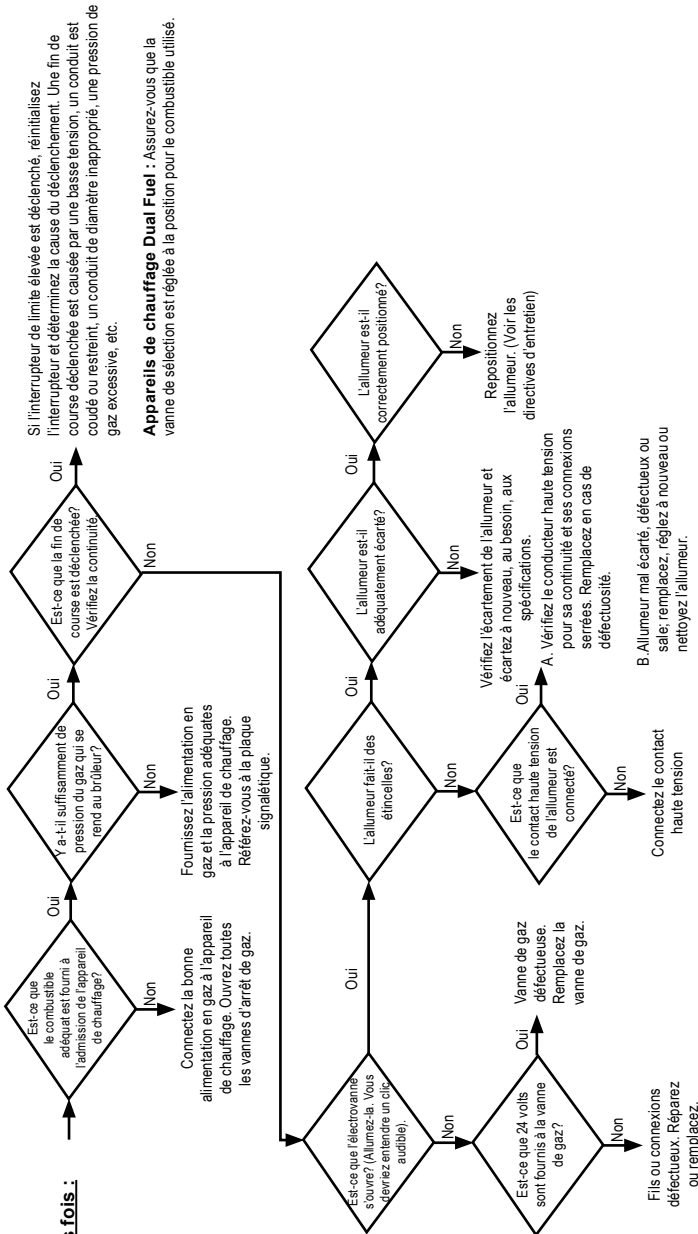 s fois :
Est-ce que
le combustible
adéquat est fourni à
l'admission de l'appareil
de chauffage?
Oui
Non
Connectez la bonne
alimentation en gaz à l'appareil
de chauffage. Ouvrez toutes
les vannes d'arrêt de gaz.
Y a-t-il suffisamment de
pression du gaz qui se
rend au brûleur?
Oui
Non
Fournissez l'alimentation en
gaz et la pression adéquates
à l'appareil de chauffage.
Référez-vous à la plaque
signalétique.
Est-ce que la fin de
course est déclenchée?
Vérifiez la continuité.
Oui
Non
Si l'interrupteur de limite élevée est déclenché, réinitialisez
l'interrupteur et déterminez la cause du déclenchement. Une fin de
course déclenchée est causée par une basse tension, un conduit est
coudé ou restreint, un conduit de diamètre inapproprié, une pression de
gaz excessive, etc.
Appareils de chauffage Dual Fuel : Assurez-vous que la
vanne de sélection est réglée à la position pour le combustible utilisé.
Est-ce que l'électrovanne
s'ouvre? (Allumez-la. Vous
devriez entendre un clic
audible).
Oui
Non
Est-ce que 24 volts
sont fournis à la vanne
de gaz?
Oui
Vanne de gaz
défectueuse.
Remplacez la
vanne de gaz.
Non
Fils ou connexions
défectueux. Réparez
ou remplacez.
L'allumeur fait-il des
étincelles?
Oui
Non
Est-ce que
le contact haute tension
de l'allumeur est
connecté?
Oui
A. Vérifiez le conducteur haute tension
pour sa continuité et ses connexions
serrées. Remplacez en cas de
défectuosité.
B.Allumeur mal écarté, défectueux ou
sale; remplacez, réglez à nouveau ou
nettoyez l'allumeur.
Non
Connectez le contact
haute tension
L'allumeur est-il
adéquatement écarté?
Oui
Non
Vérifiez l'écartement de l'allumeur et
écartez à nouveau, au besoin, aux
spécifications.
L'allumeur est-il
correctement positionné?
Non
Repositionnez
l'allumeur. (Voir les
directives d'entretien)